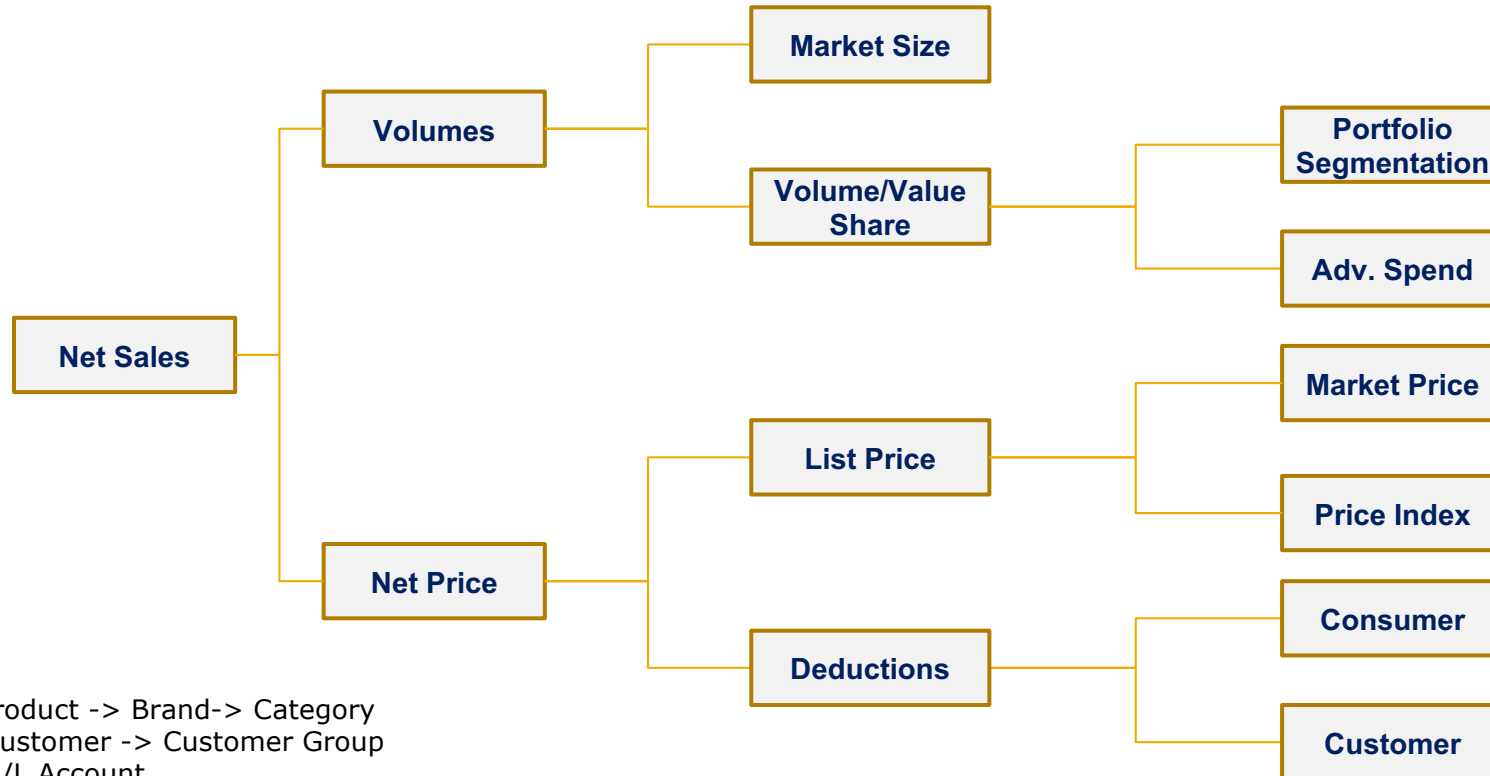 Market Size
Volumes
Portfolio
Segmentation
Volume/Value
Share
Adv. Spend
Net Sales
Market Price
List Price
Price Index
Net Price
Consumer
Deductions
roduct -> Brand-> Category
ustomer -> Customer Group
/L Account
Customer